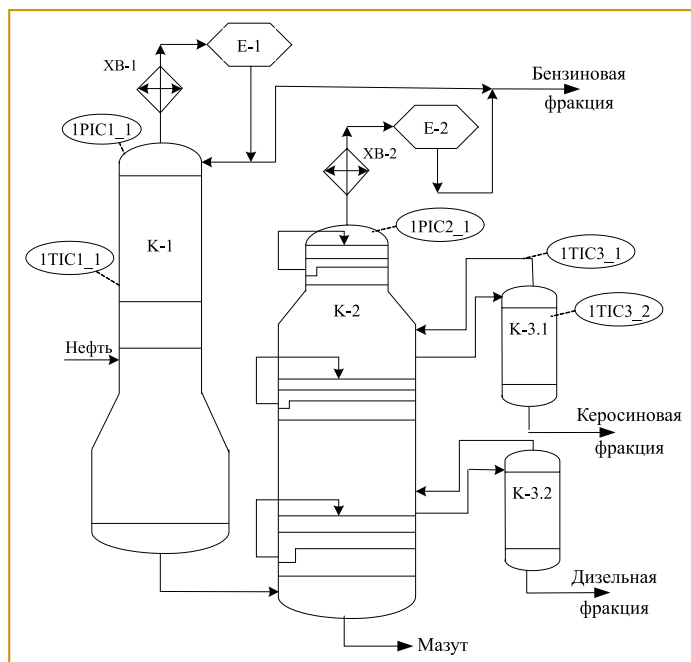 E-1
ХВ-1
Бензиновая
фракция
1PIC1_1
E-2
ХВ-2
1PIC2_1
K-1
1TIC1_1
1TIC3_1
K-2
K-3.1
1TIC3_2
Нефть
Керосиновая
фракция
K-3.2
Дизельная
фракция
Мазут